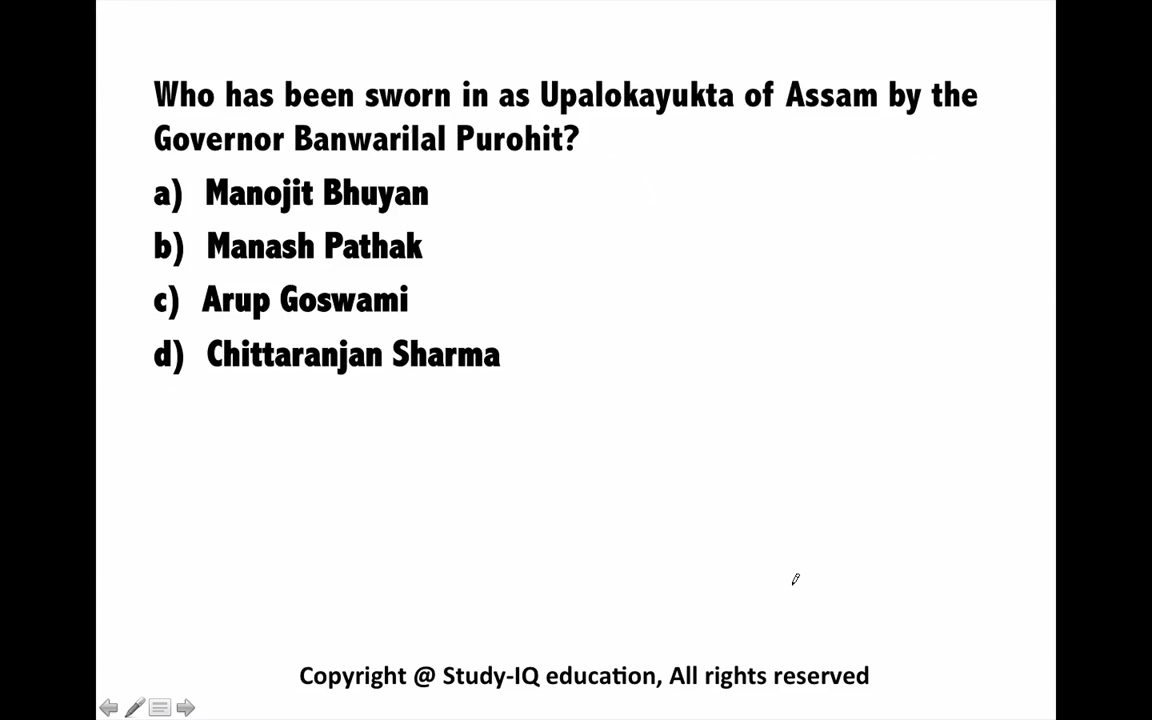 Who has been sworn in as Upalokayukta of Assam by the
Governor Banwarilal Purohit?
a) Manojit Bhuyan
b) Manash Pathak
c) Arup Goswami
d) Chittaranjan Sharma
Copyright @ Study-IQ education, All rights reserved